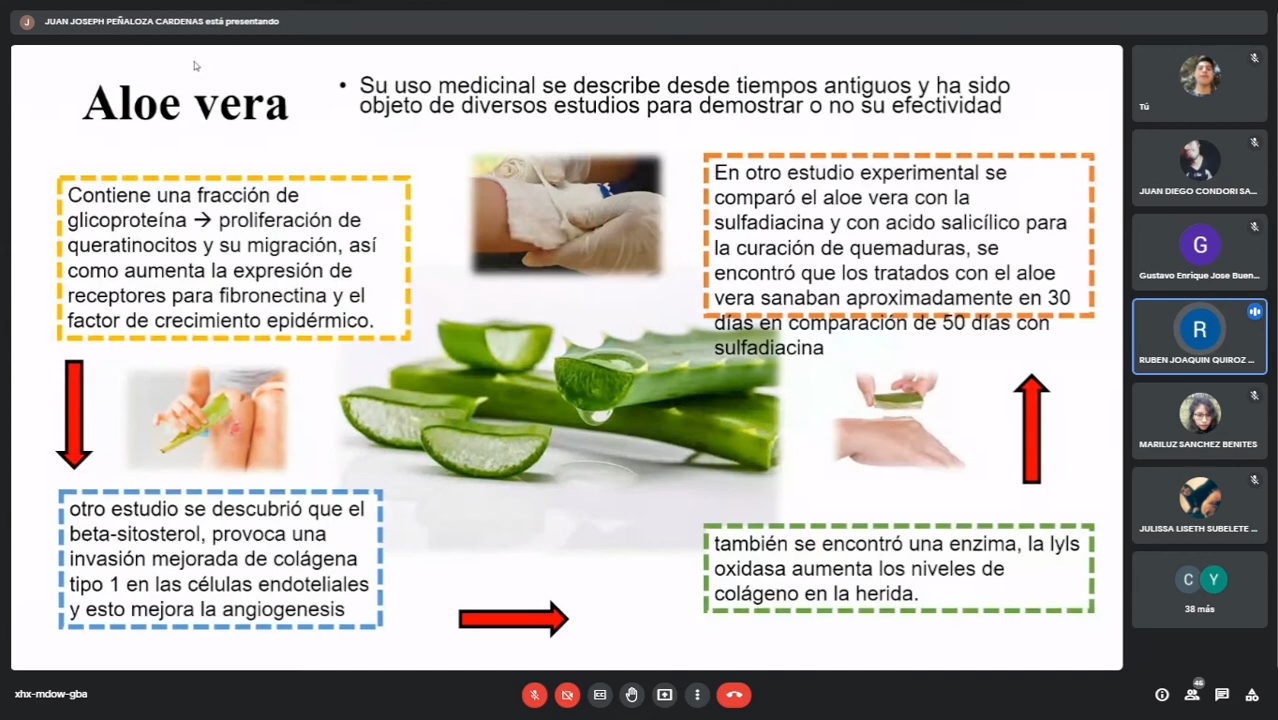 JUAN JOSEPH PEÑALOZA CARDENAS está presentando
Aloe vera
• Su uso medicinal se describe desde tiempos antiguos y ha sido
objeto de diversos estudios para demostrar o no su efectividad
Contiene una fracción de
glicoproteína → proliferación de
queratinocitos y su migración, así
como aumenta la expresión de
receptores para fibronectina y el
factor de crecimiento epidérmico.
otro estudio se descubrió que el
beta-sitosterol, provoca una
invasión mejorada de colágena
tipo 1 en las células endoteliales
y esto mejora la angiogenesis
también se encontró una enzima, la lyls
oxidasa aumenta los niveles de
colágeno en la herida.
En otro estudio experimental se
comparó el aloe vera con la
sulfadiacina y con acido salicílico para
la curación de quemaduras, se
encontró que los tratados con el aloe
vera sanaban aproximadamente en 30
días en comparación de 50 días con
sulfadiacina
Tú
JUAN DIEGO CONDORI SA...
G
Gustavo Enrique Jose Buen...
R
RUBEN JOAQUIN QUIROZ ...
MARILUZ SANCHEZ BENITES
JULISSA LISETH SUBELETE ...
C Y
38 más
xhx-mdow-gba
46